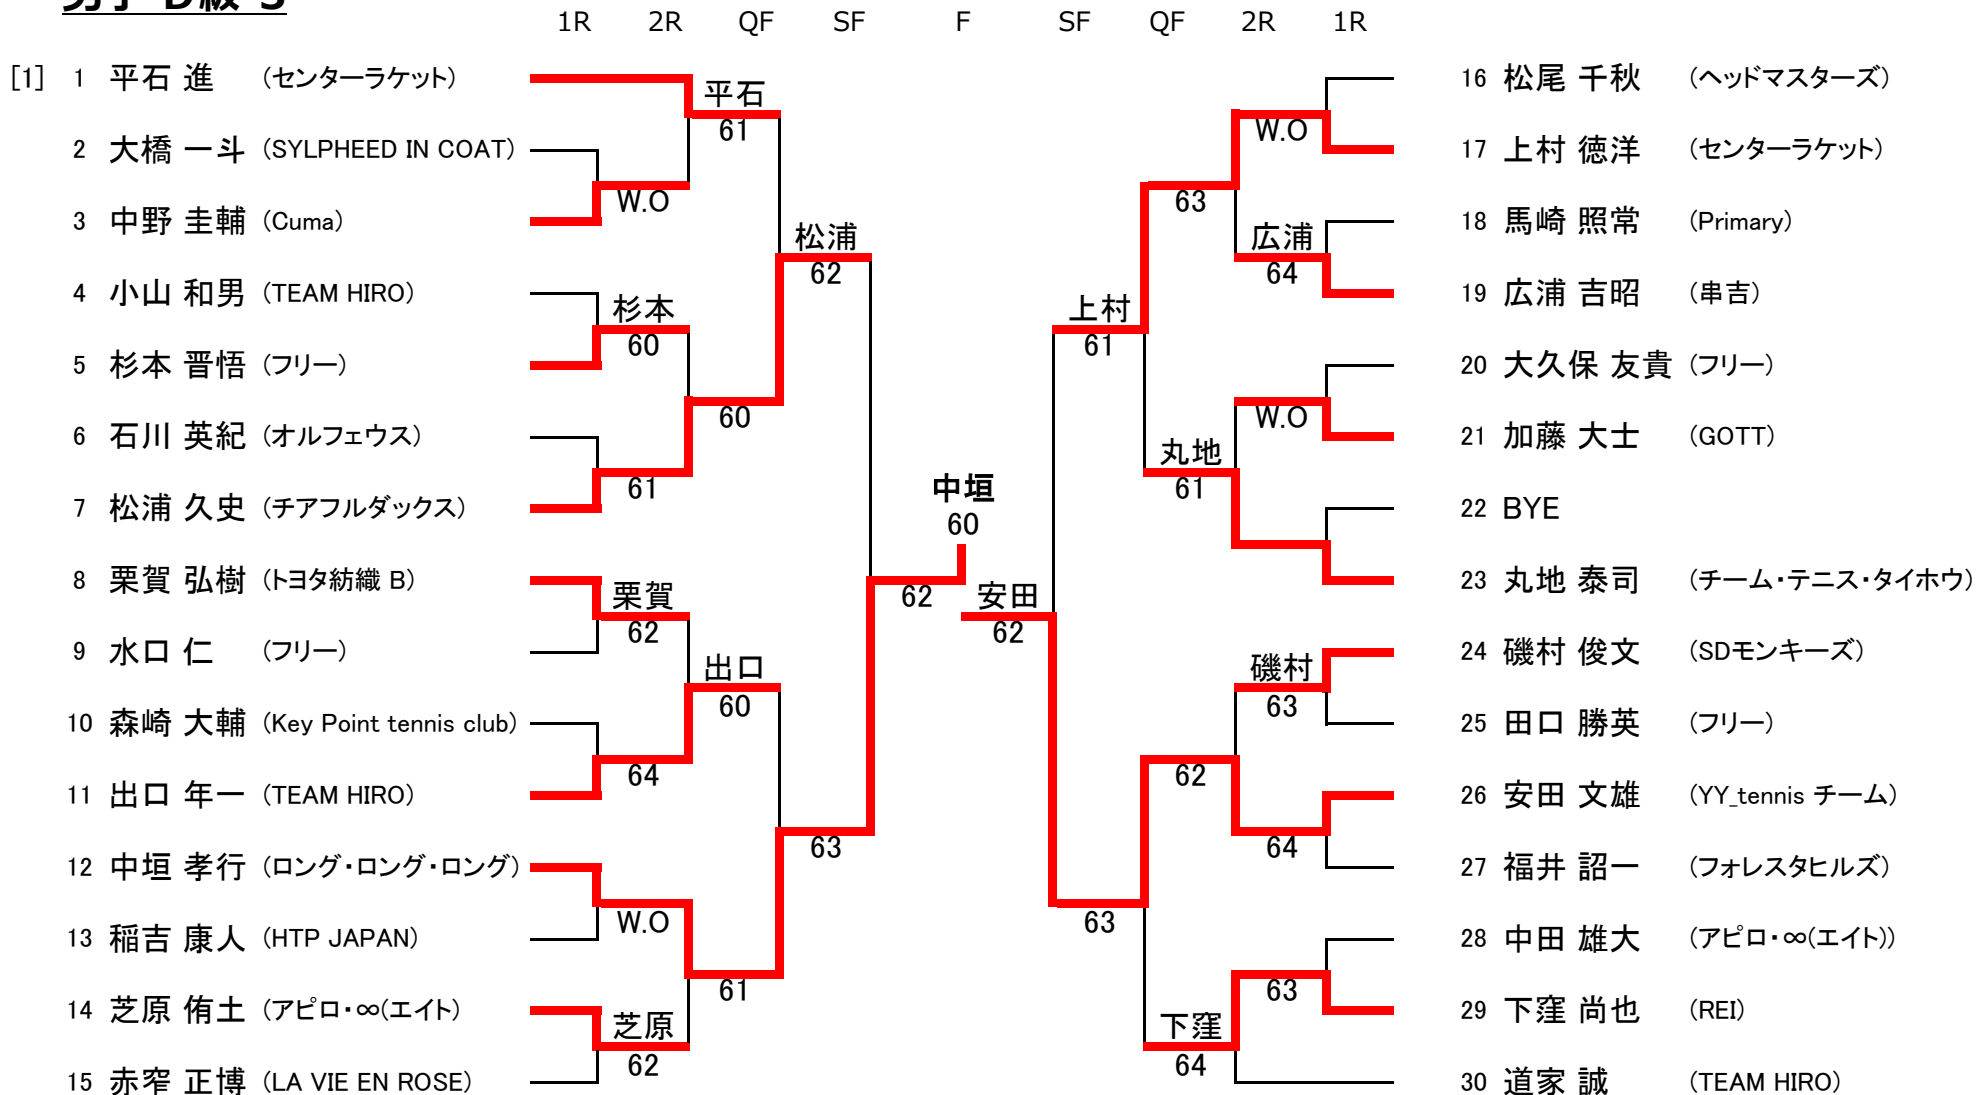 男子 D級 3
1R 2R QF SF F SF QF 2R 1R
[1] 1 平石 進 (センターラケット)
2 大橋 一斗 (SYLPHEED IN COAT)
3 中野 圭輔 (Cuma)
4 小山 和男 (TEAM HIRO)
5 杉本 晋悟 (フリー)
6 石川 英紀 (オルフェウス)
7 松浦 久史 (チアフルダックス)
8 栗賀 弘樹 (トヨタ紡織 B)
9 水口 仁 (フリー)
10 森崎 大輔 (Key Point tennis club)
11 出口 年一 (TEAM HIRO)
12 中垣 孝行 (ロング・ロング・ロング)
13 稲吉 康人 (HTP JAPAN)
14 芝原 侑土 (アピロ・∞(エイト)
15 赤窄 正博 (LA VIE EN ROSE)
W.O
杉本
60
61
栗賀
62
64
W.O
芝原
62
平石
61
60
出口
60
61
松浦
62
63
62
中垣
60
安田
62
上村
61
63
63
丸地
61
62
下窪
64
W.O
広浦
64
W.O
磯村
63
64
63
16 松尾 千秋 (ヘッドマスターズ)
17 上村 徳洋 (センターラケット)
18 馬崎 照常 (Primary)
19 広浦 吉昭 (串吉)
20 大久保 友貴 (フリー)
21 加藤 大士 (GOTT)
22 BYE
23 丸地 泰司 (チーム・テニス・タイホウ)
24 磯村 俊文 (SDモンキーズ)
25 田口 勝英 (フリー)
26 安田 文雄 (YY_tennis チーム)
27 福井 詔一 (フォレスタヒルズ)
28 中田 雄大 (アピロ・∞(エイト))
29 下窪 尚也 (REI)
30 道家 誠 (TEAM HIRO)